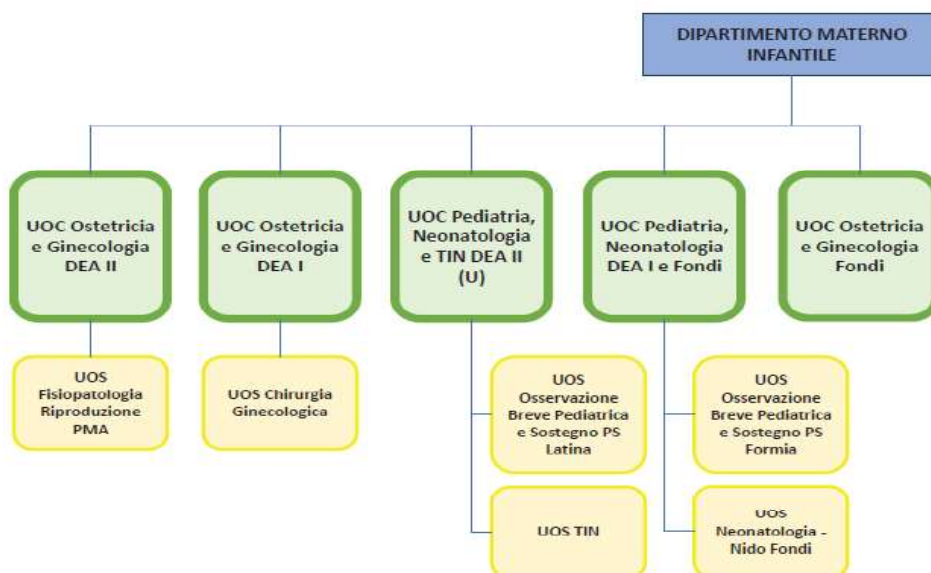 DIPARTIMENTO MATERNO
INFANTILE
UOC Ostetricia
e Ginecologia
DEA II
UOC Ostetricia
e Ginecologia
DEA I
UOC Pediatria,
Neonatologia
e TIN DEA II
(U)
UOC Pediatria,
Neonatologia
DEA I e Fondi
UOC Ostetricia
e Ginecologia
Fondi
UOS
Fisiopatologia
Riproduzione
PMA
UOS Chirurgia
Ginecologica
UOS
Osservazione
Breve Pediatrica
e Sostegno PS
Latina
UOS
Osservazione
Breve Pediatrica
e Sostegno PS
Formia
UOS TIN
UOS
Neonatologia -
Nido Fondi